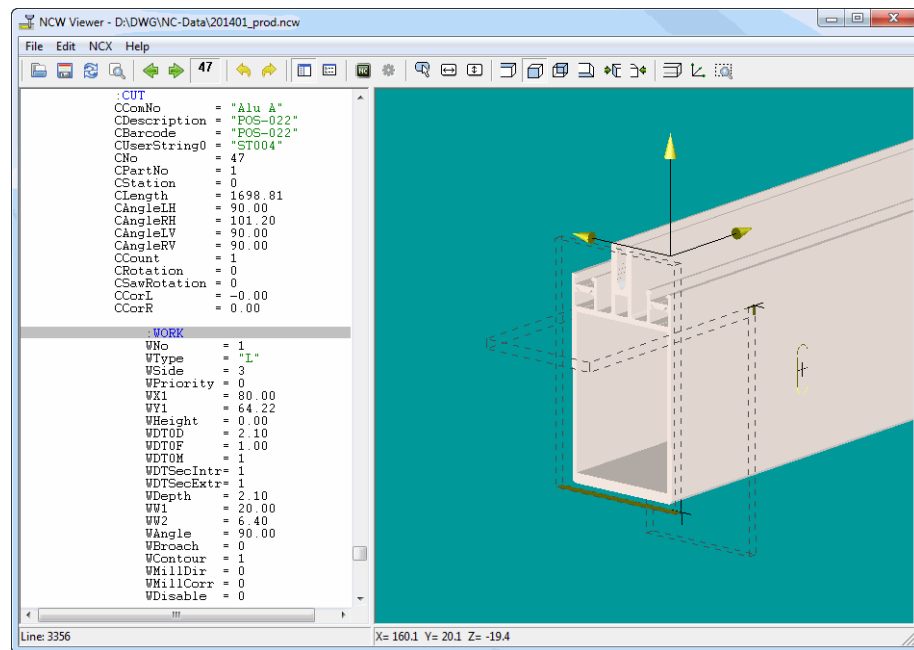 NCW Viewer - D:\DWG\NC-Data\201401_prod.ncw
File Edit NCX Help
47
NC
:CUT
CComNo = "Alu A"
CDescription = "POS-022"
CBarcode = "POS-022"
CUserString0 = "ST004"
CNo = 47
CPartNo = 1
CStation = 0
CLength = 1698.81
CAngleLH = 90.00
CAngleRH = 101.20
CAngleLV = 90.00
CAngleRV = 90.00
CCount = 1
CRotation = 0
CSawRotation = 0
CCorL = -0.00
CCorR = 0.00
:WORK
WNo = 1
WType = "L"
WSide = 3
WPriority = 0
WX1 = 80.00
WY1 = 64.22
WHeight = 0.00
WDT0D = 2.10
WDT0F = 1.00
WDT0M = 1
WDTSecIntr= 1
WDTSecExtr= 1
WDepth = 2.10
WW1 = 20.00
WW2 = 6.40
WAngle = 90.00
WBroach = 0
WContour = 1
WMillDir = 0
WMillCorr = 0
WDisable = 0
Line: 3356
X= 160.1 Y= 20.1 Z= -19.4